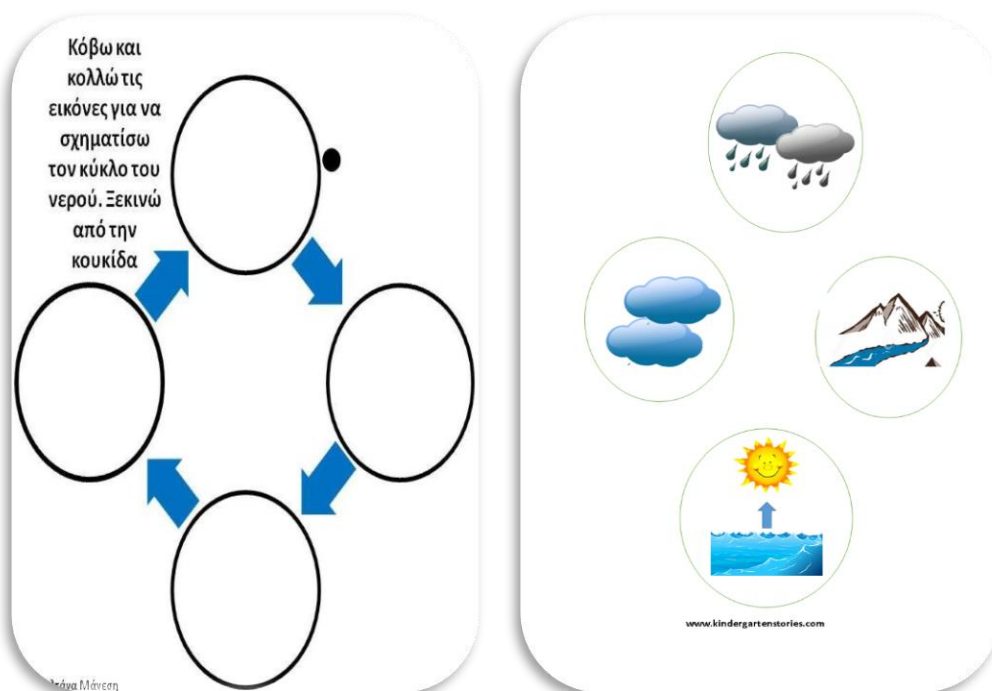 Κόβω και
κολλώ τις
εικόνες για να
σχηματίσω
τον κύκλο του
νερού. Ξεκινώ
από την
κουκίδα
Μάνεση
www.kindergartenstories.com